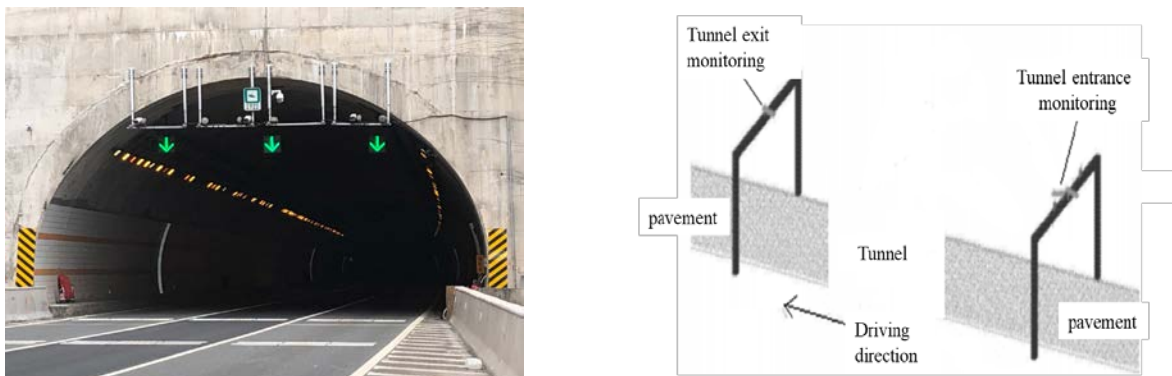 Tunnel exit
monitoring
Tunnel entrance
monitoring
pavement
Tunnel
Driving
direction
pavement